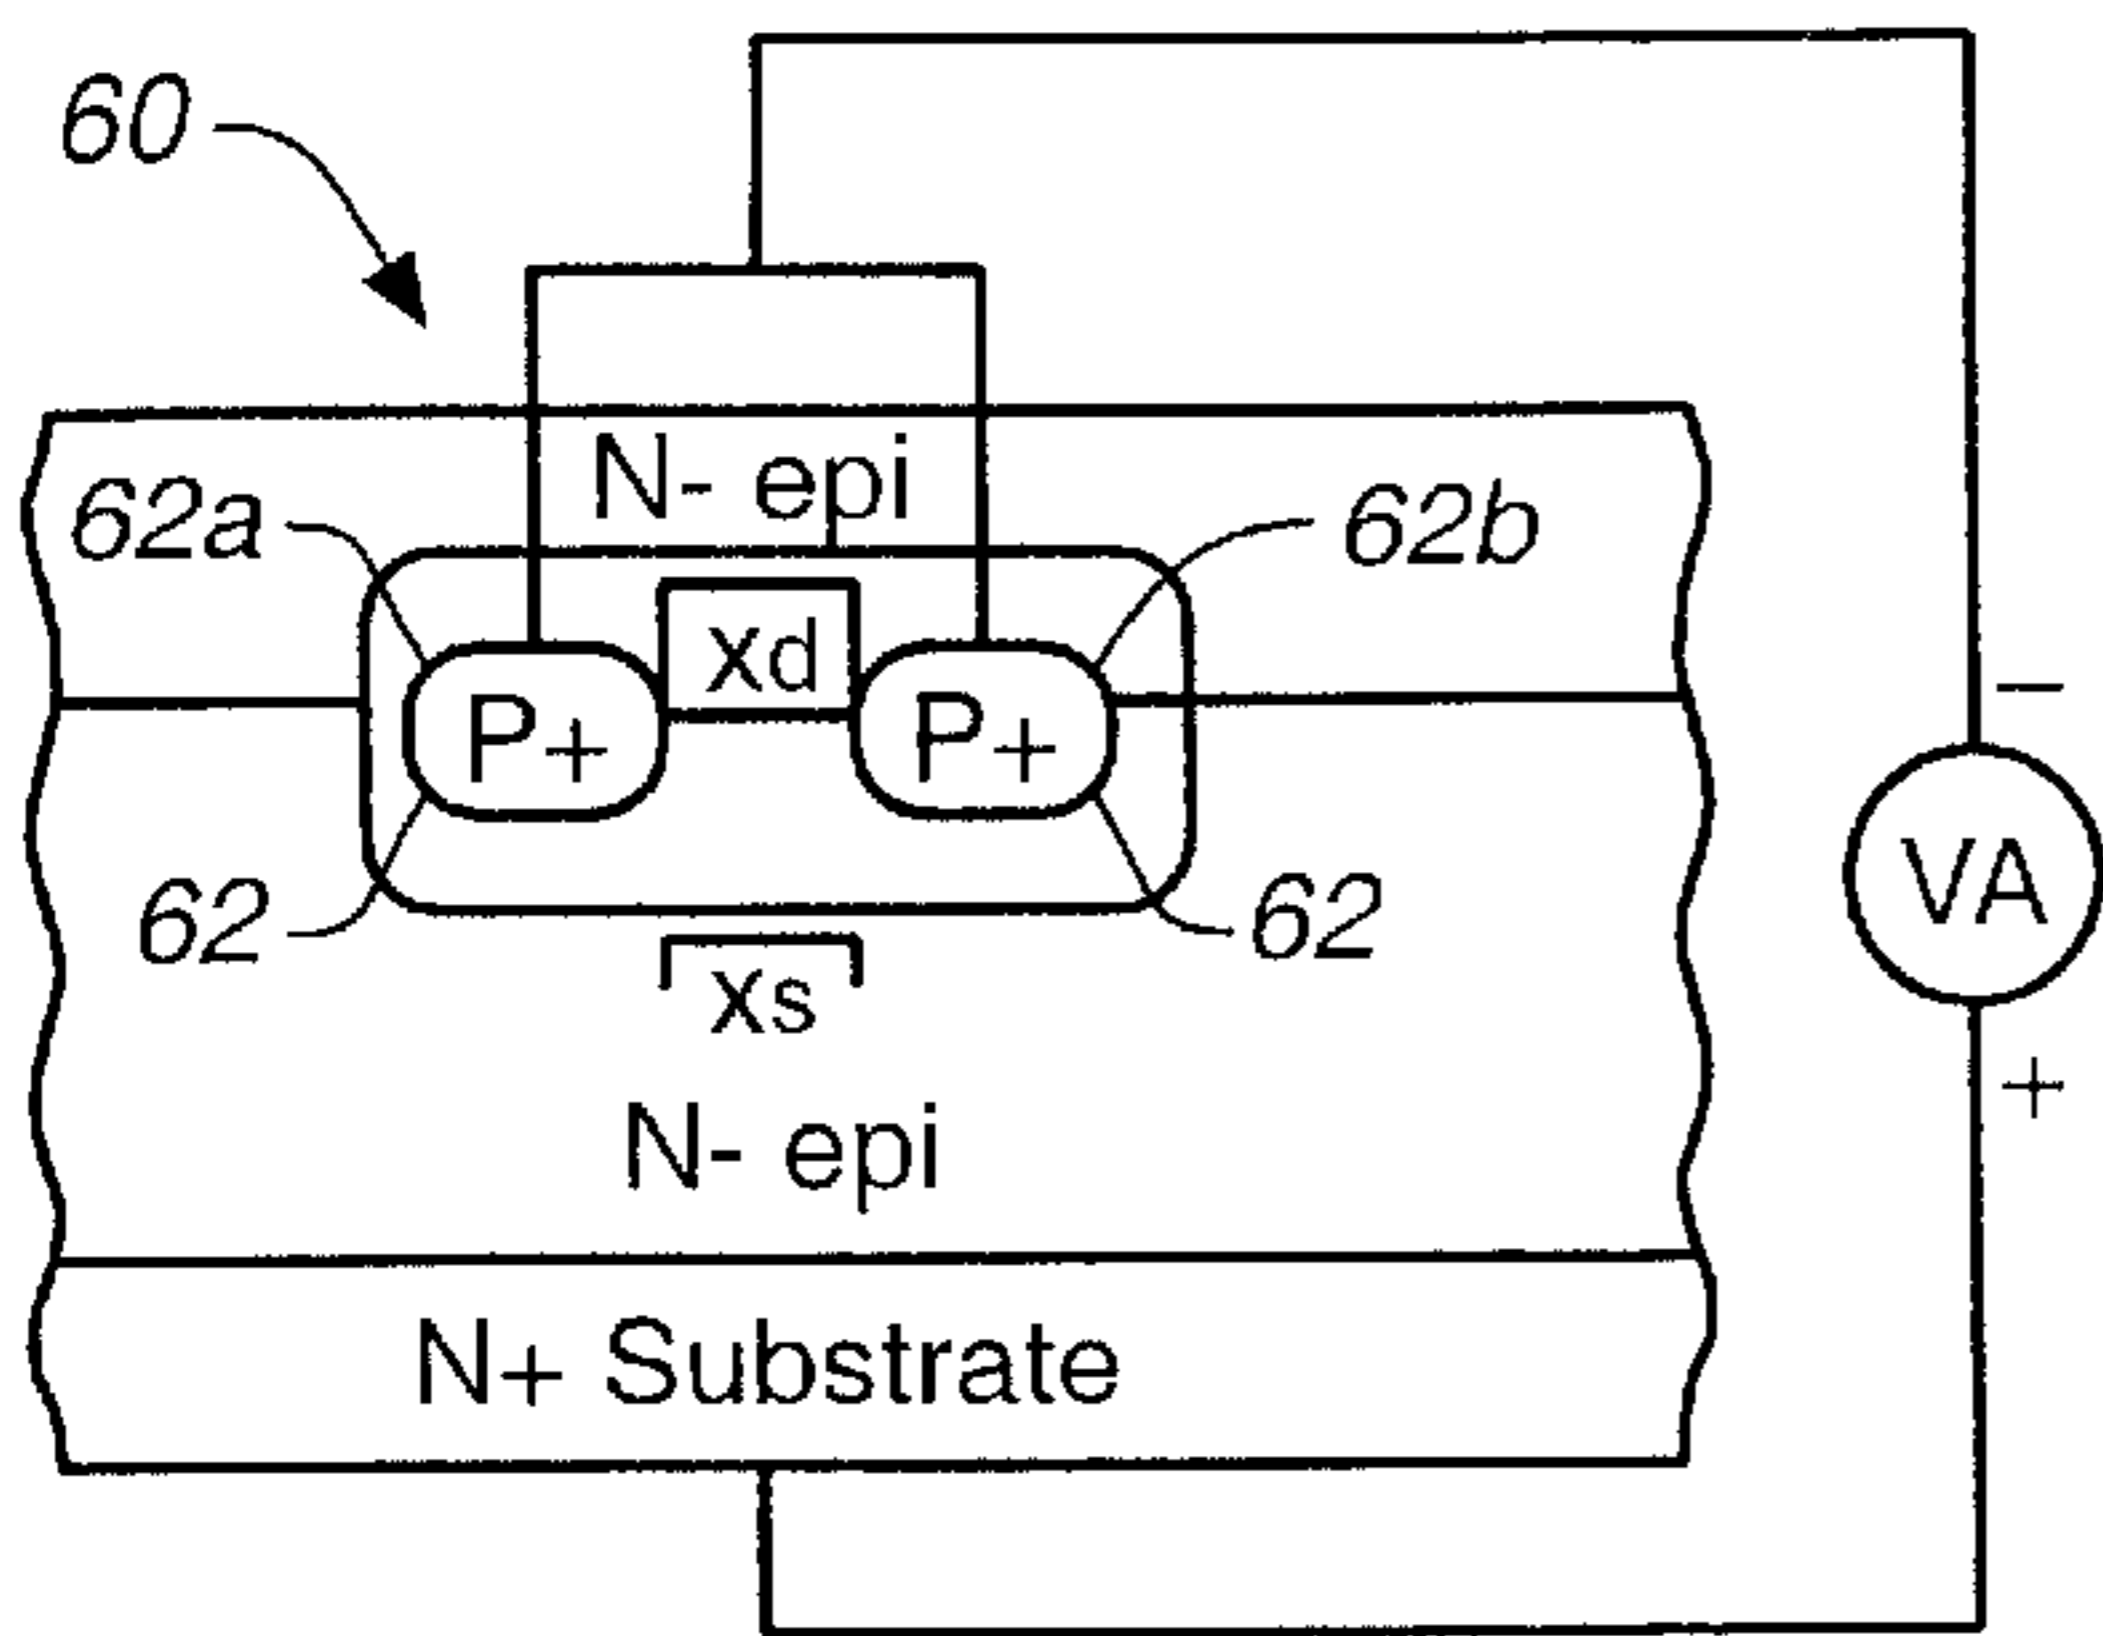 60
N- epi
62a
62b
xd
P+
P+
−
VA
62
62
xs
+
N- epi
N+ Substrate